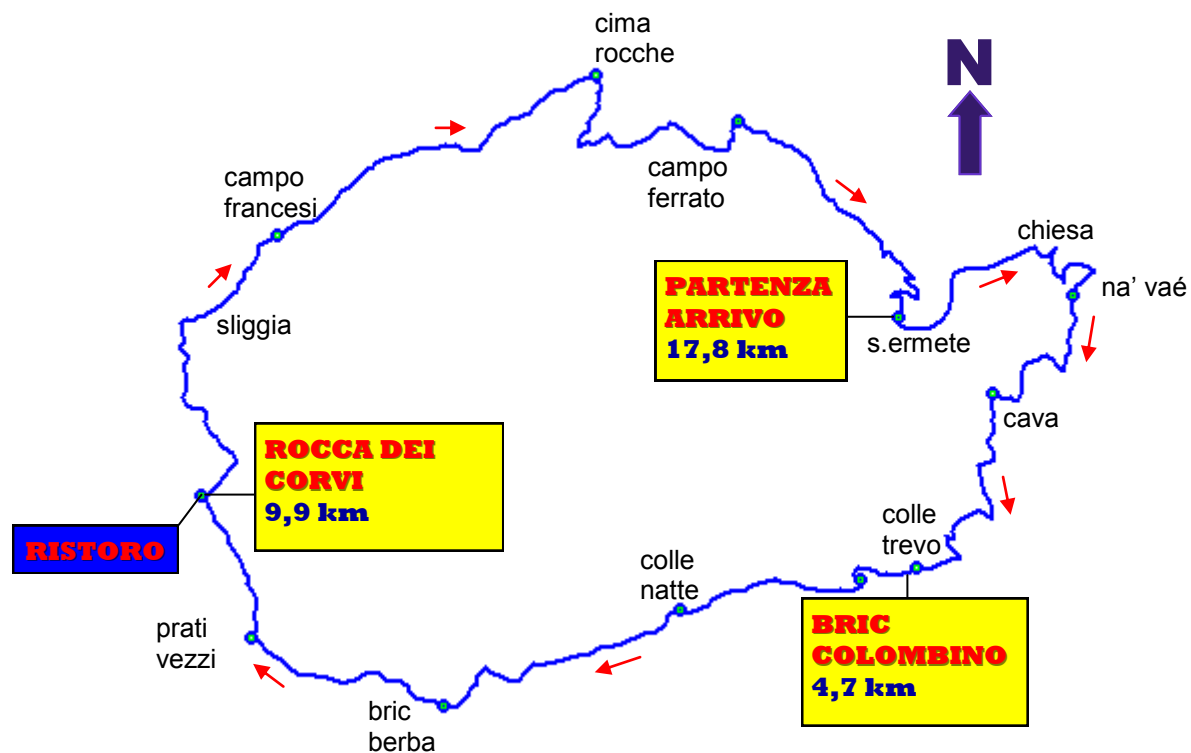 cima
rocche
N
campo
ferrato
campo
francesi
chiesa
PARTENZA
ARRIVO
17,8 km
na' vaé
s.ermete
sliggia
cava
ROCCA DEI
CORVI
9,9 km
RISTORO
colle
trevo
colle
natte
BRIC
COLOMBINO
4,7 km
prati
vezzi
bric
berba